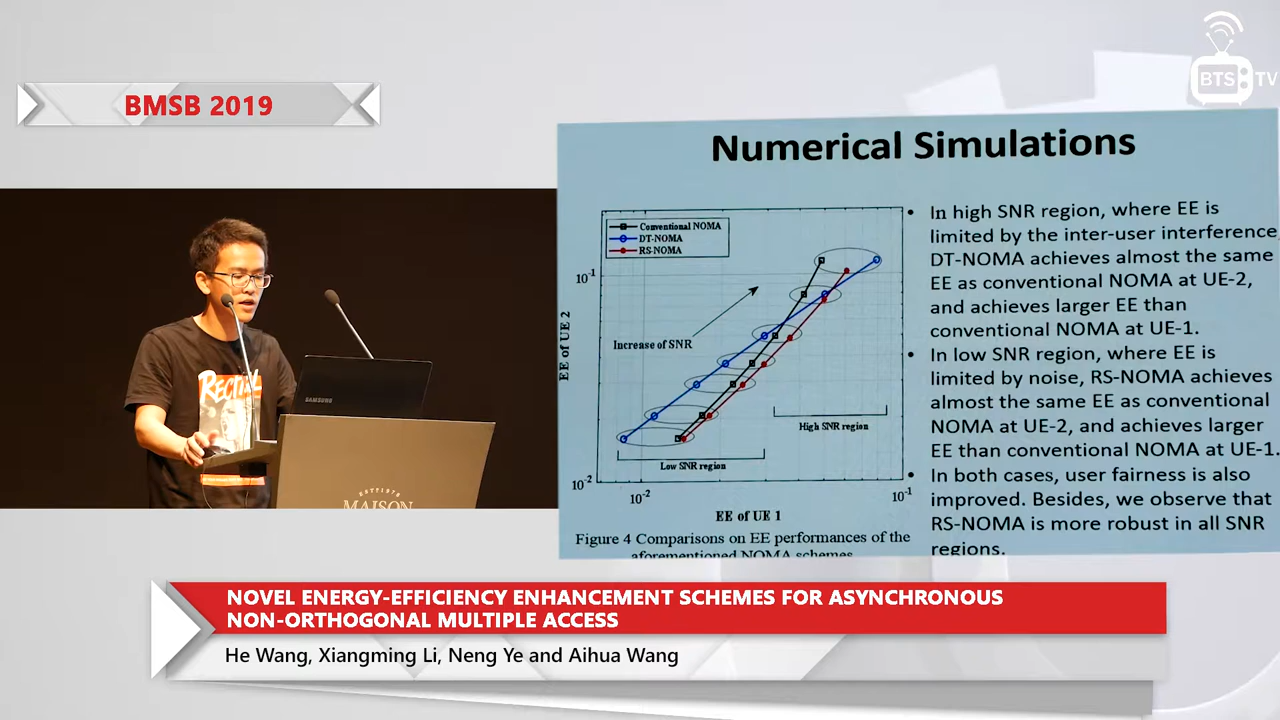 BTS TV
BMSB 2019
Numerical Simulations
Conventional NOMA
DT-NOMA
RS-NOMA
10-1
Increase of SNR
EE of UE 2
High SNR region
Low SNR region
10-2
10-2
10-1
EE of UE 1
Figure 4 Comparisons on EE performances of the
aforementioned NOMA schemes
• In high SNR region, where EE is
limited by the inter-user interference,
DT-NOMA achieves almost the same
EE as conventional NOMA at UE-2,
and achieves larger EE than
conventional NOMA at UE-1.
• In low SNR region, where EE is
limited by noise, RS-NOMA achieves
almost the same EE as conventional
NOMA at UE-2, and achieves larger
EE than conventional NOMA at UE-1.
• In both cases, user fairness is also
improved. Besides, we observe that
RS-NOMA is more robust in all SNR
regions.
SAMSUNG
ESTD 1978
MAISON
NOVEL ENERGY-EFFICIENCY ENHANCEMENT SCHEMES FOR ASYNCHRONOUS
NON-ORTHOGONAL MULTIPLE ACCESS
He Wang, Xiangming Li, Neng Ye and Aihua Wang